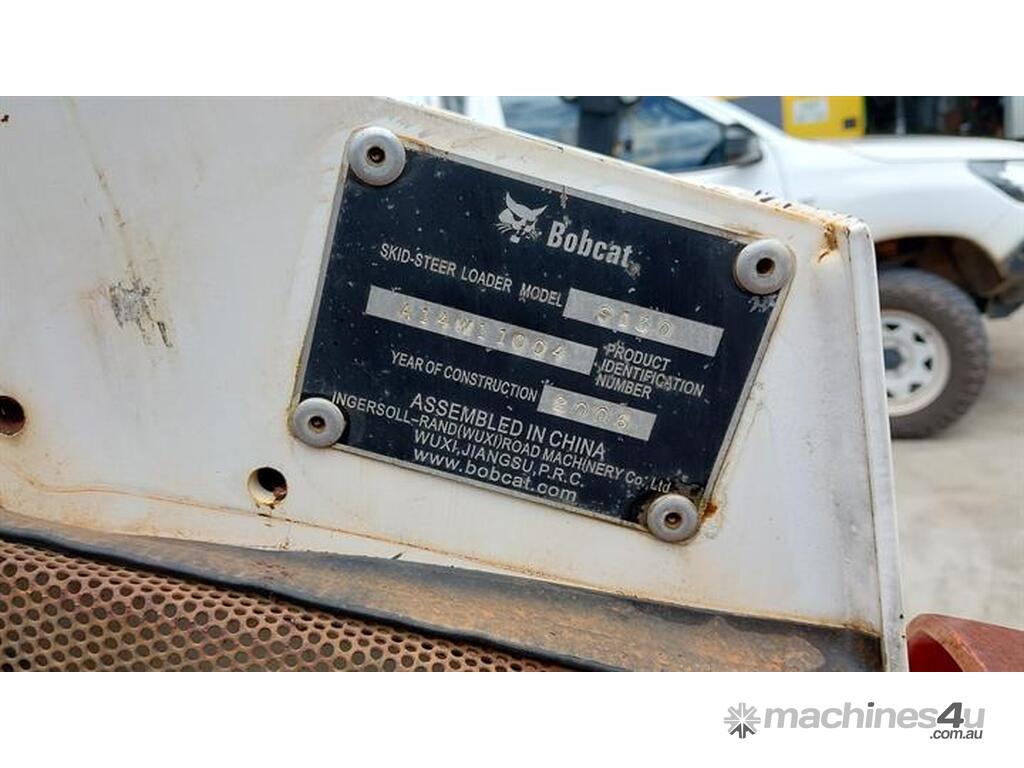 Bobcat
SKID-STEER LOADER MODEL S130
A14W11004 PRODUCT IDENTIFICATION NUMBER
YEAR OF CONSTRUCTION 2006
ASSEMBLED IN CHINA
INGERSOLL-RAND(WUXI)ROAD MACHINERY Co., Ltd
WUXI, JIANGSU, P.R.C.
www.bobcat.com
machines4u
.com.au